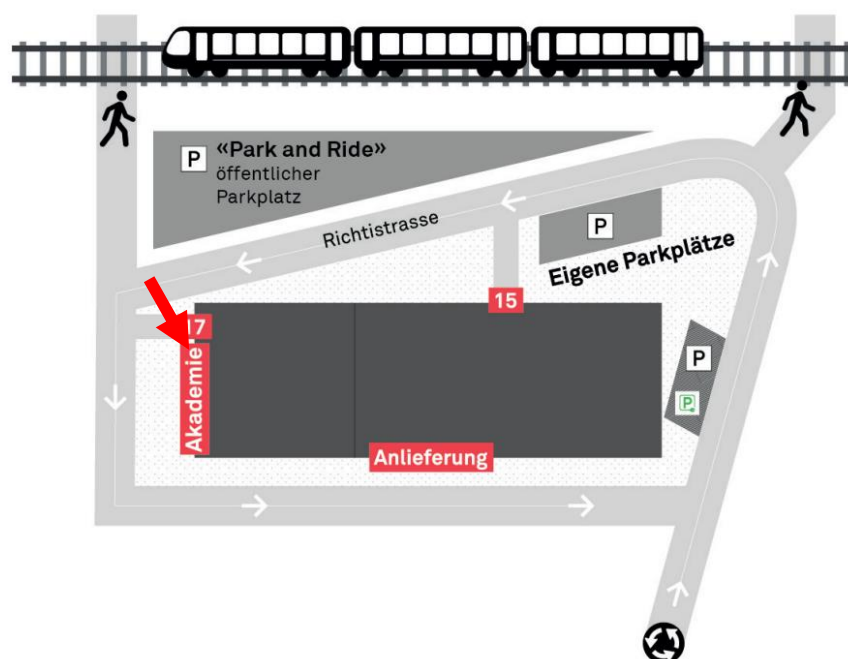 P
«Park and Ride»
öffentlicher
Parkplatz
Richtistrasse
P
Eigene Parkplätze
15
17
P
P
Akademie
Anlieferung